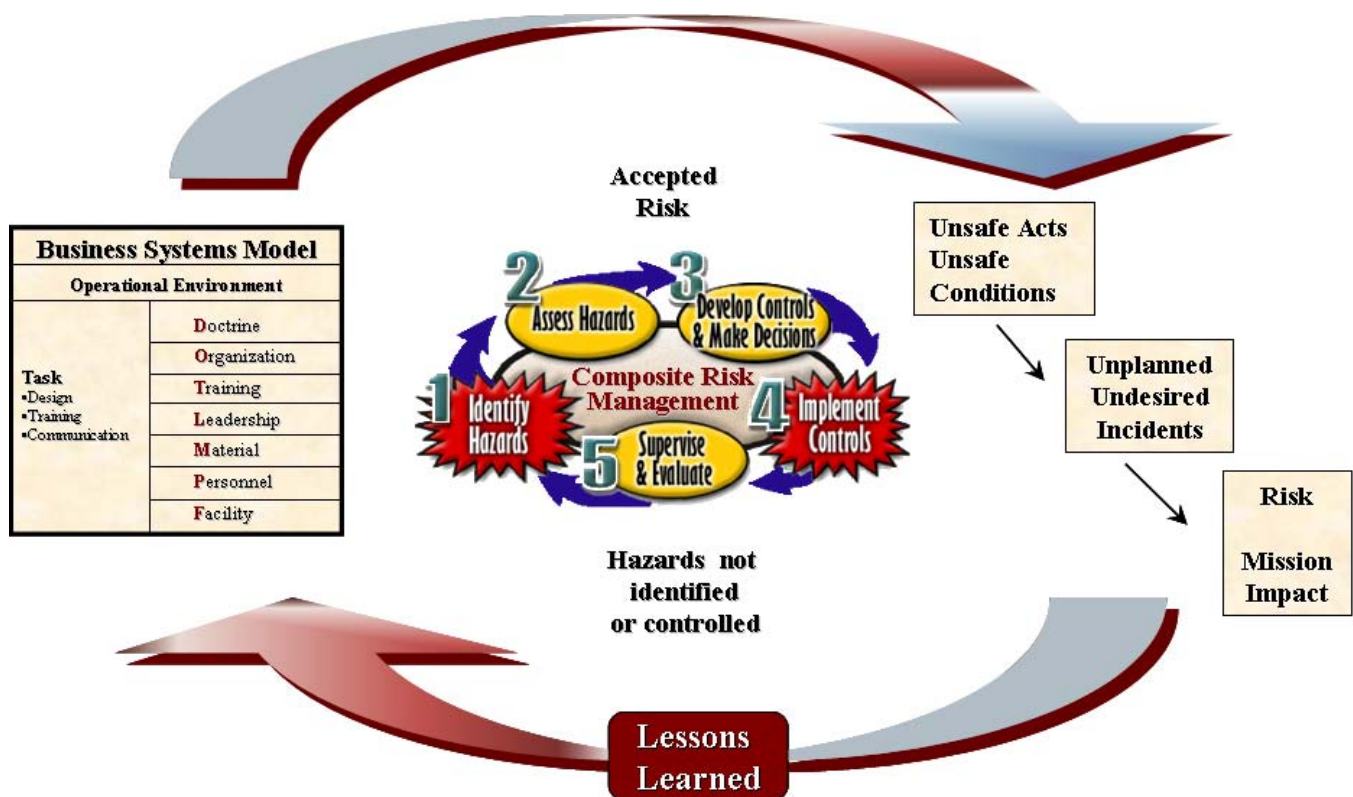 Accepted
Risk
Business Systems Model
Operational Environment
Task
▪Design
▪Training
▪Communication
Doctrine
Organization
Training
Leadership
Material
Personnel
Facility
1
Identify
Hazards
2
Assess Hazards
3
Develop Controls
& Make Decisions
Composite Risk
Management
4
Implement
Controls
5
Supervise
& Evaluate
Hazards not
identified
or controlled
Unsafe Acts
Unsafe
Conditions
Unplanned
Undesired
Incidents
Risk
Mission
Impact
Lessons
Learned